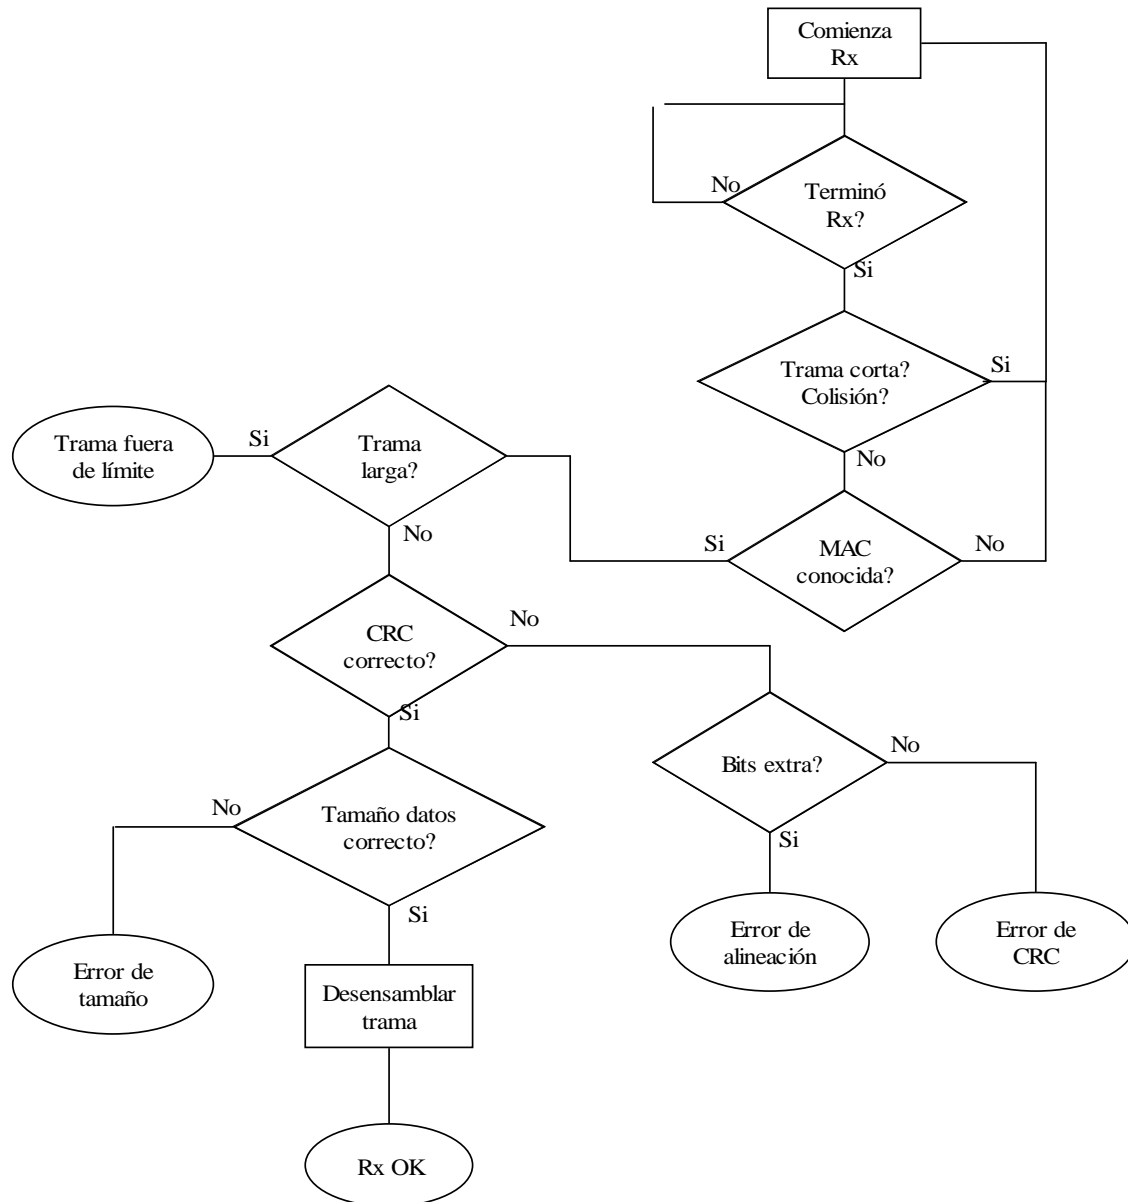 Comienza
Rx
No
Terminó
Rx?
Si
Trama corta?
Colisión?
Si
No
MAC
conocida?
Si
No
Trama
larga?
Si
No
Trama fuera
de límite
CRC
correcto?
No
Si
Bits extra?
No
Si
Tamaño datos
correcto?
No
Si
Error de
tamaño
Desensamblar
trama
Error de
alineación
Error de
CRC
Rx OK